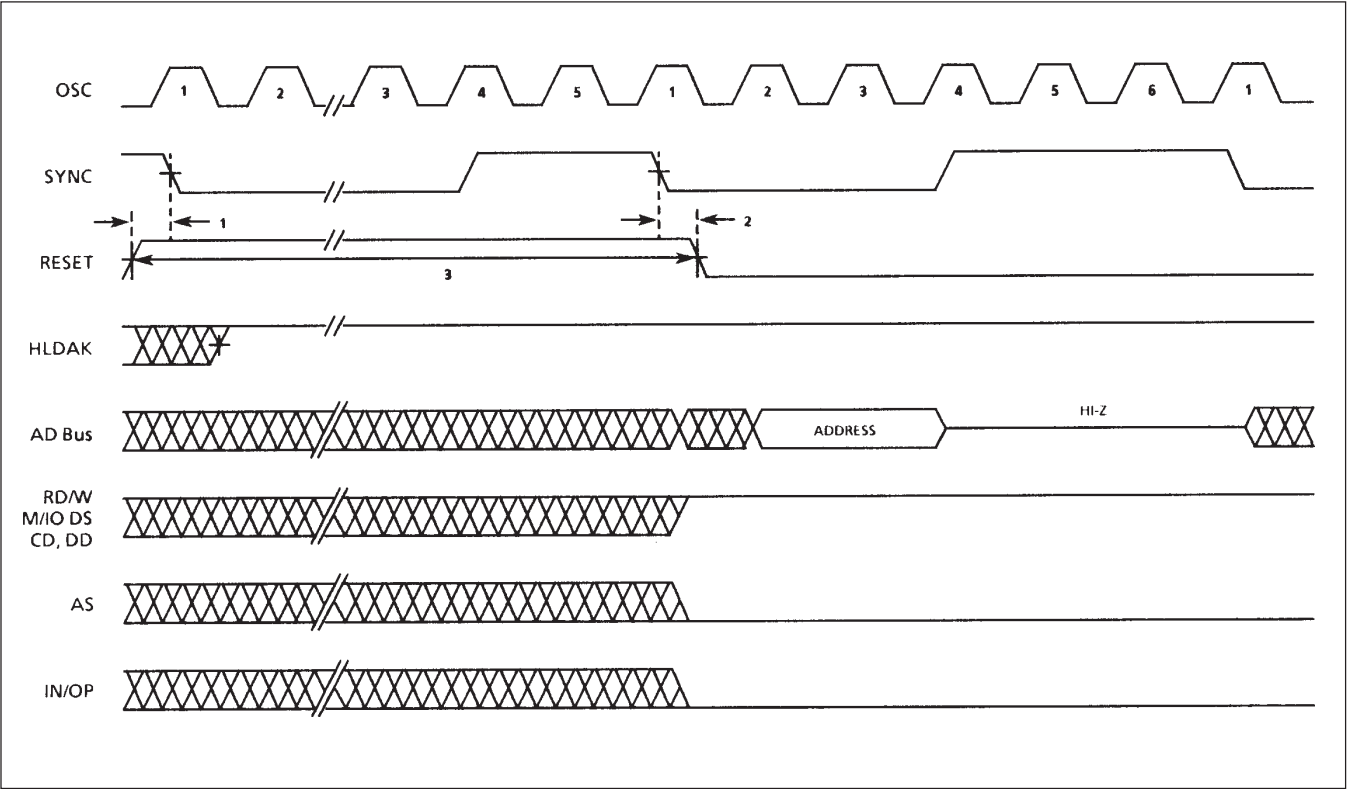 OSC 1 2 3 4 5 1 2 3 4 5 6 1
SYNC
1 2
RESET
3
HLDAK
AD Bus ADDRESS HI-Z
RD/W
M/IO DS
CD, DD
AS
IN/OP